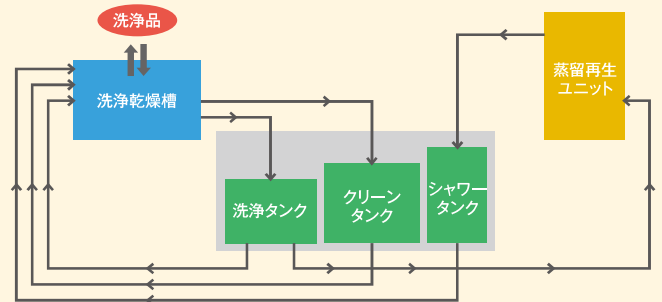 洗浄品
洗浄乾燥槽
蒸留再生
ユニット
洗浄タンク
クリーン
タンク
シャワー
タンク